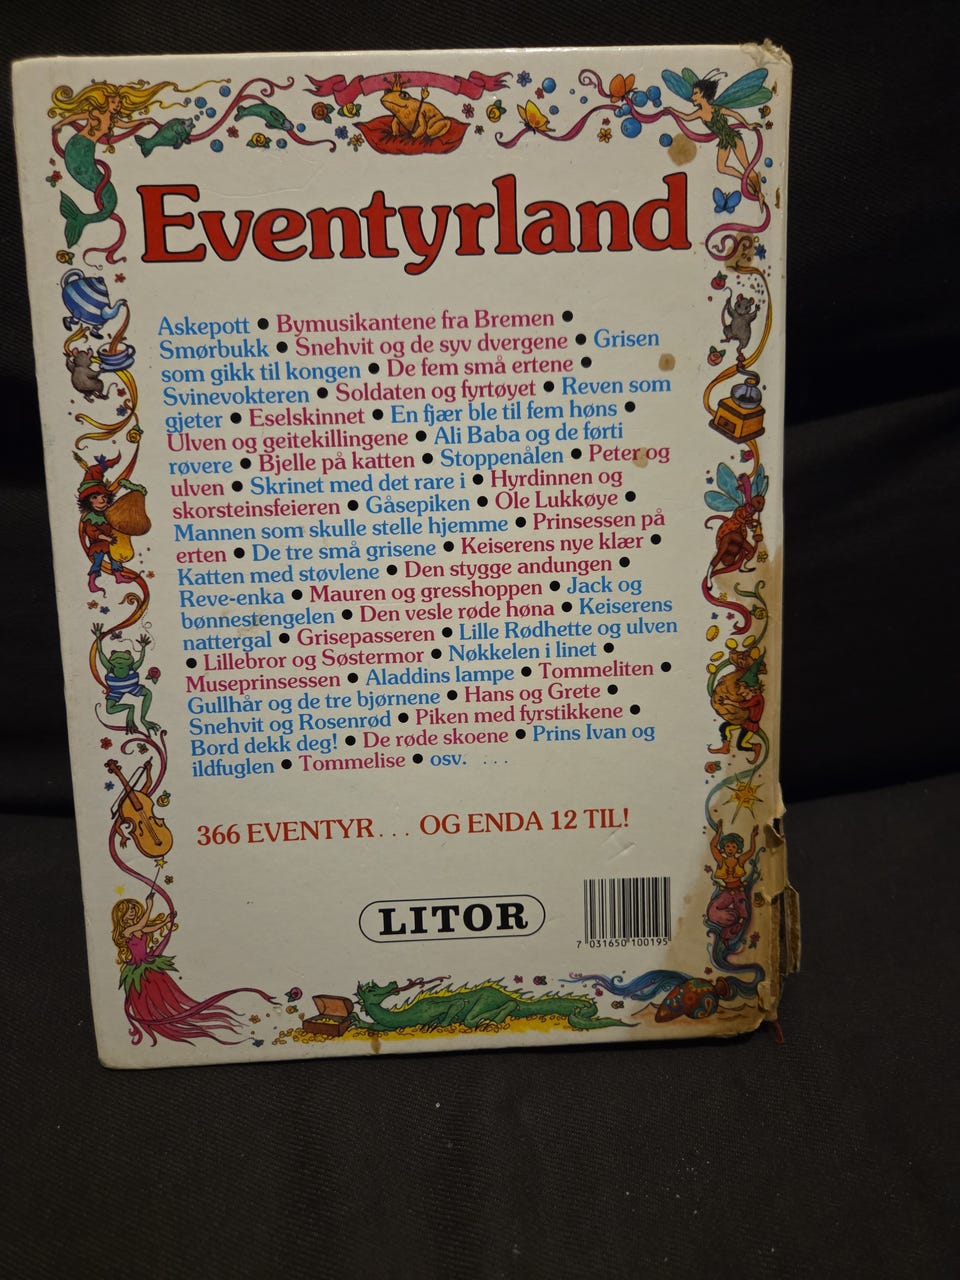 Eventyrland
Askepott ● Bymusikantene fra Bremen ●
Smørbukk ● Snehvit og de syv dvergene ● Grisen
som gikk til kongen ● De fem små ertene ●
Svinevokteren ● Soldaten og fyrtøyet ● Reven som
gjeter ● Eselskinnet ● En fjær ble til fem høns ●
Ulven og geitekillingene ● Ali Baba og de førti
røvere ● Bjelle på katten ● Stoppenålen ● Peter og
ulven ● Skrinet med det rare i ● Hyrdinnen og
skorsteinsfeieren ● Gåsepiken ● Ole Lukkøye ●
Mannen som skulle stelle hjemme ● Prinsessen på
erten ● De tre små grisene ● Keiserens nye klær ●
Katten med støvlene ● Den stygge andungen ●
Reve-enka ● Mauren og gresshoppen ● Jack og
bønnestengelen ● Den vesle røde høna ● Keiserens
nattergal ● Grisepasseren ● Lille Rødhette og ulven
● Lillebror og Søstermor ● Nøkkelen i linet ●
Museprinsessen ● Aladdins lampe ● Tommeliten ●
Gullhår og de tre bjørnene ● Hans og Grete ●
Snehvit og Rosenrød ● Piken med fyrstikkene ●
Bord dekk deg! ● De røde skoene ● Prins Ivan og
ildfuglen ● Tommelise ● osv. ...
366 EVENTYR... OG ENDA 12 TIL!
LITOR
7 031650 100195